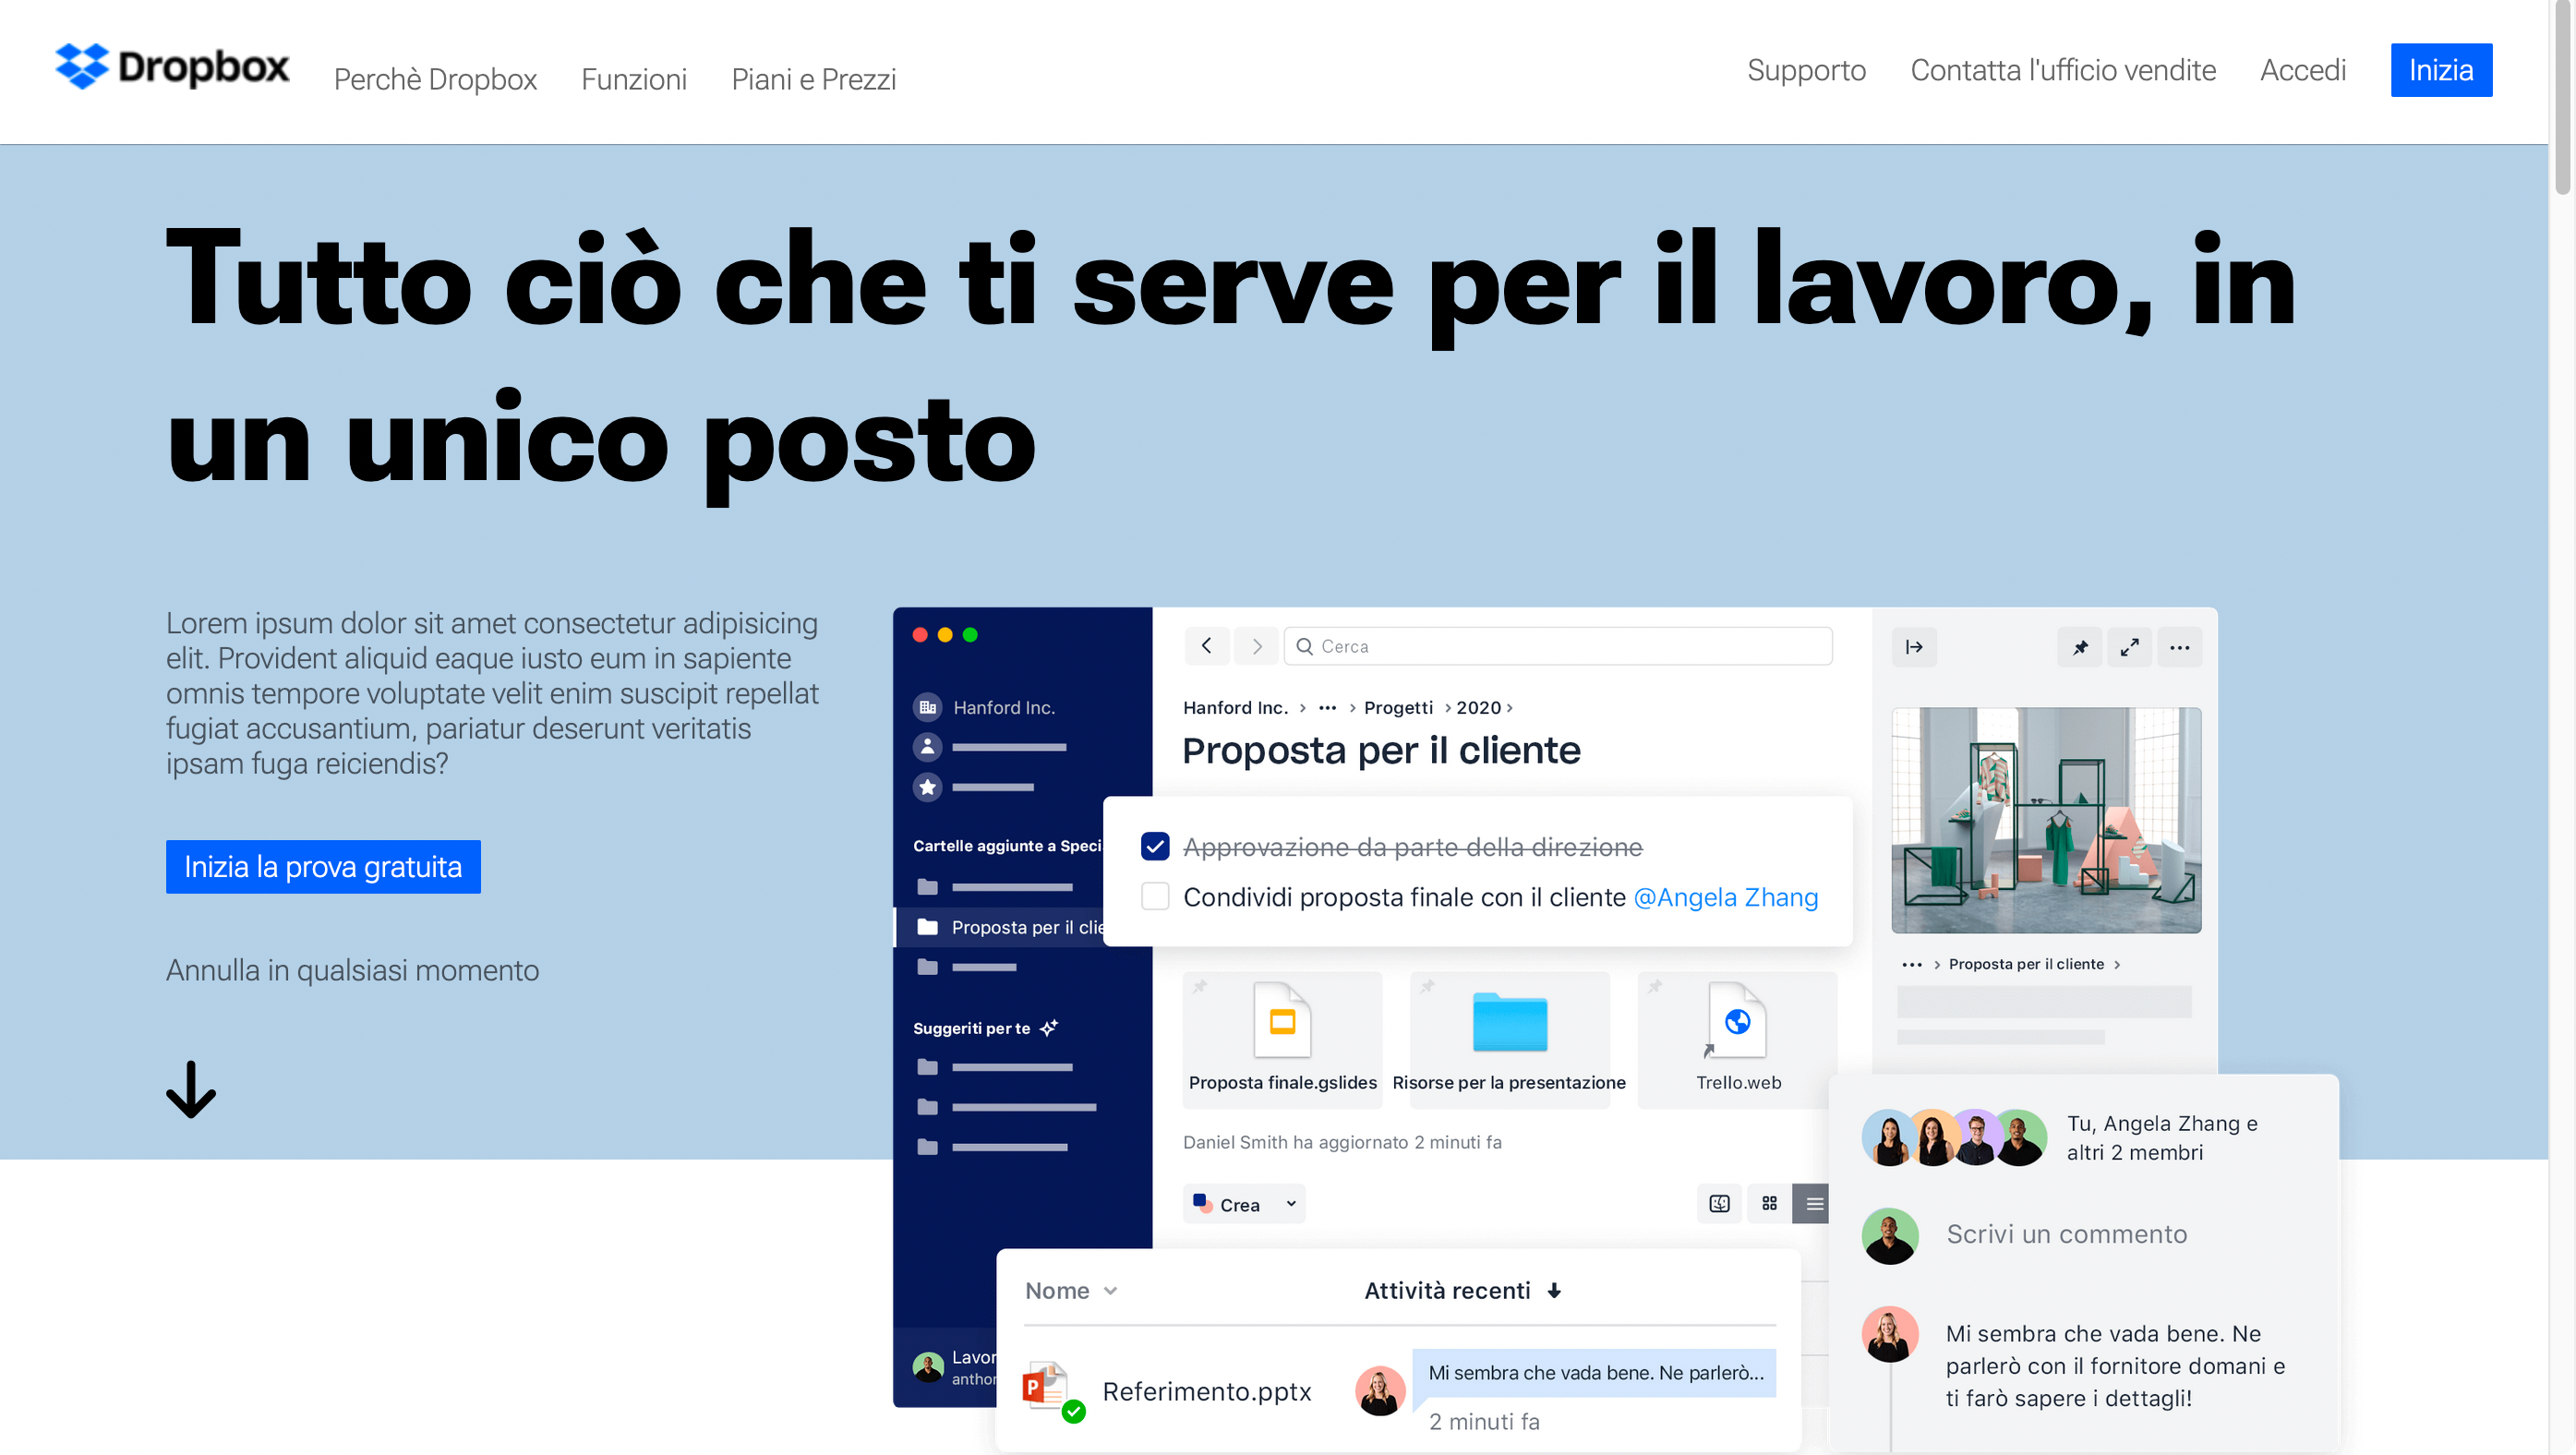 Dropbox
Perchè Dropbox
Funzioni
Piani e Prezzi
Supporto
Contatta l'ufficio vendite
Accedi
Inizia
Tutto ciò che ti serve per il lavoro, in
un unico posto
Lorem ipsum dolor sit amet consectetur adipisicing
elit. Provident aliquid eaque iusto eum in sapiente
omnis tempore voluptate velit enim suscipit repellat
fugiat accusantium, pariatur deserunt veritatis
ipsam fuga reiciendis?
Inizia la prova gratuita
Annulla in qualsiasi momento
Hanford Inc.
Cartelle aggiunte a Speci
Proposta per il clie
Suggeriti per te
Lavor
anthon
Cerca
Hanford Inc. > ... > Progetti > 2020 >
Proposta per il cliente
Approvazione da parte della direzione
Condividi proposta finale con il cliente @Angela Zhang
Proposta finale.gslides
Risorse per la presentazione
Trello.web
Daniel Smith ha aggiornato 2 minuti fa
Crea
Nome
Attività recenti
Referimento.pptx
Mi sembra che vada bene. Ne parlerò...
2 minuti fa
... > Proposta per il cliente >
Tu, Angela Zhang e
altri 2 membri
Scrivi un commento
Mi sembra che vada bene. Ne
parlerò con il fornitore domani e
ti farò sapere i dettagli!